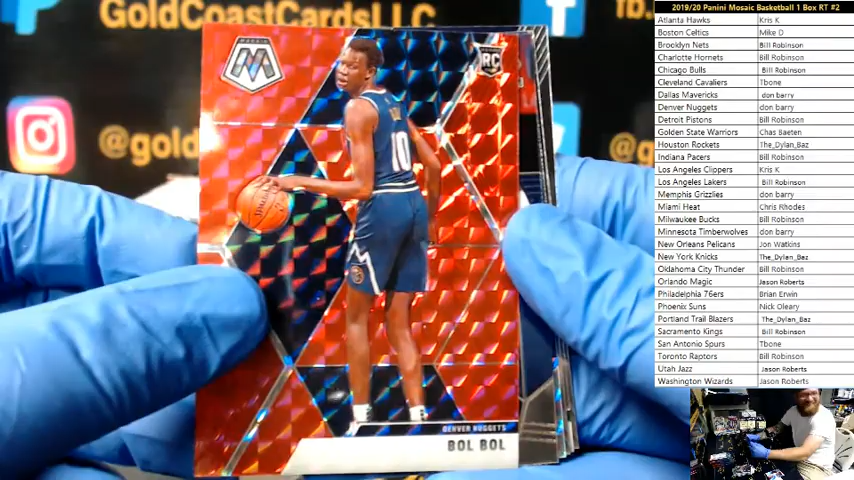 GoldCoastCardsLLC
fb.
@gold
MOSAIC
RC
10
DENVER NUGGETS
BOL BOL
2019/20 Panini Mosaic Basketball 1 Box RT #2
Atlanta Hawks Kris K
Boston Celtics Mike D
Brooklyn Nets Bill Robinson
Charlotte Hornets Bill Robinson
Chicago Bulls Bill Robinson
Cleveland Cavaliers Tbone
Dallas Mavericks don barry
Denver Nuggets don barry
Detroit Pistons Bill Robinson
Golden State Warriors Chas Baeten
Houston Rockets The_Dylan_Baz
Indiana Pacers Bill Robinson
Los Angeles Clippers Kris K
Los Angeles Lakers Bill Robinson
Memphis Grizzlies don barry
Miami Heat Chris Rhodes
Milwaukee Bucks Bill Robinson
Minnesota Timberwolves don barry
New Orleans Pelicans Jon Watkins
New York Knicks The_Dylan_Baz
Oklahoma City Thunder Bill Robinson
Orlando Magic Jason Roberts
Philadelphia 76ers Brian Erwin
Phoenix Suns Nick Oleary
Portland Trail Blazers The_Dylan_Baz
Sacramento Kings Bill Robinson
San Antonio Spurs Tbone
Toronto Raptors Bill Robinson
Utah Jazz Jason Roberts
Washington Wizards Jason Roberts